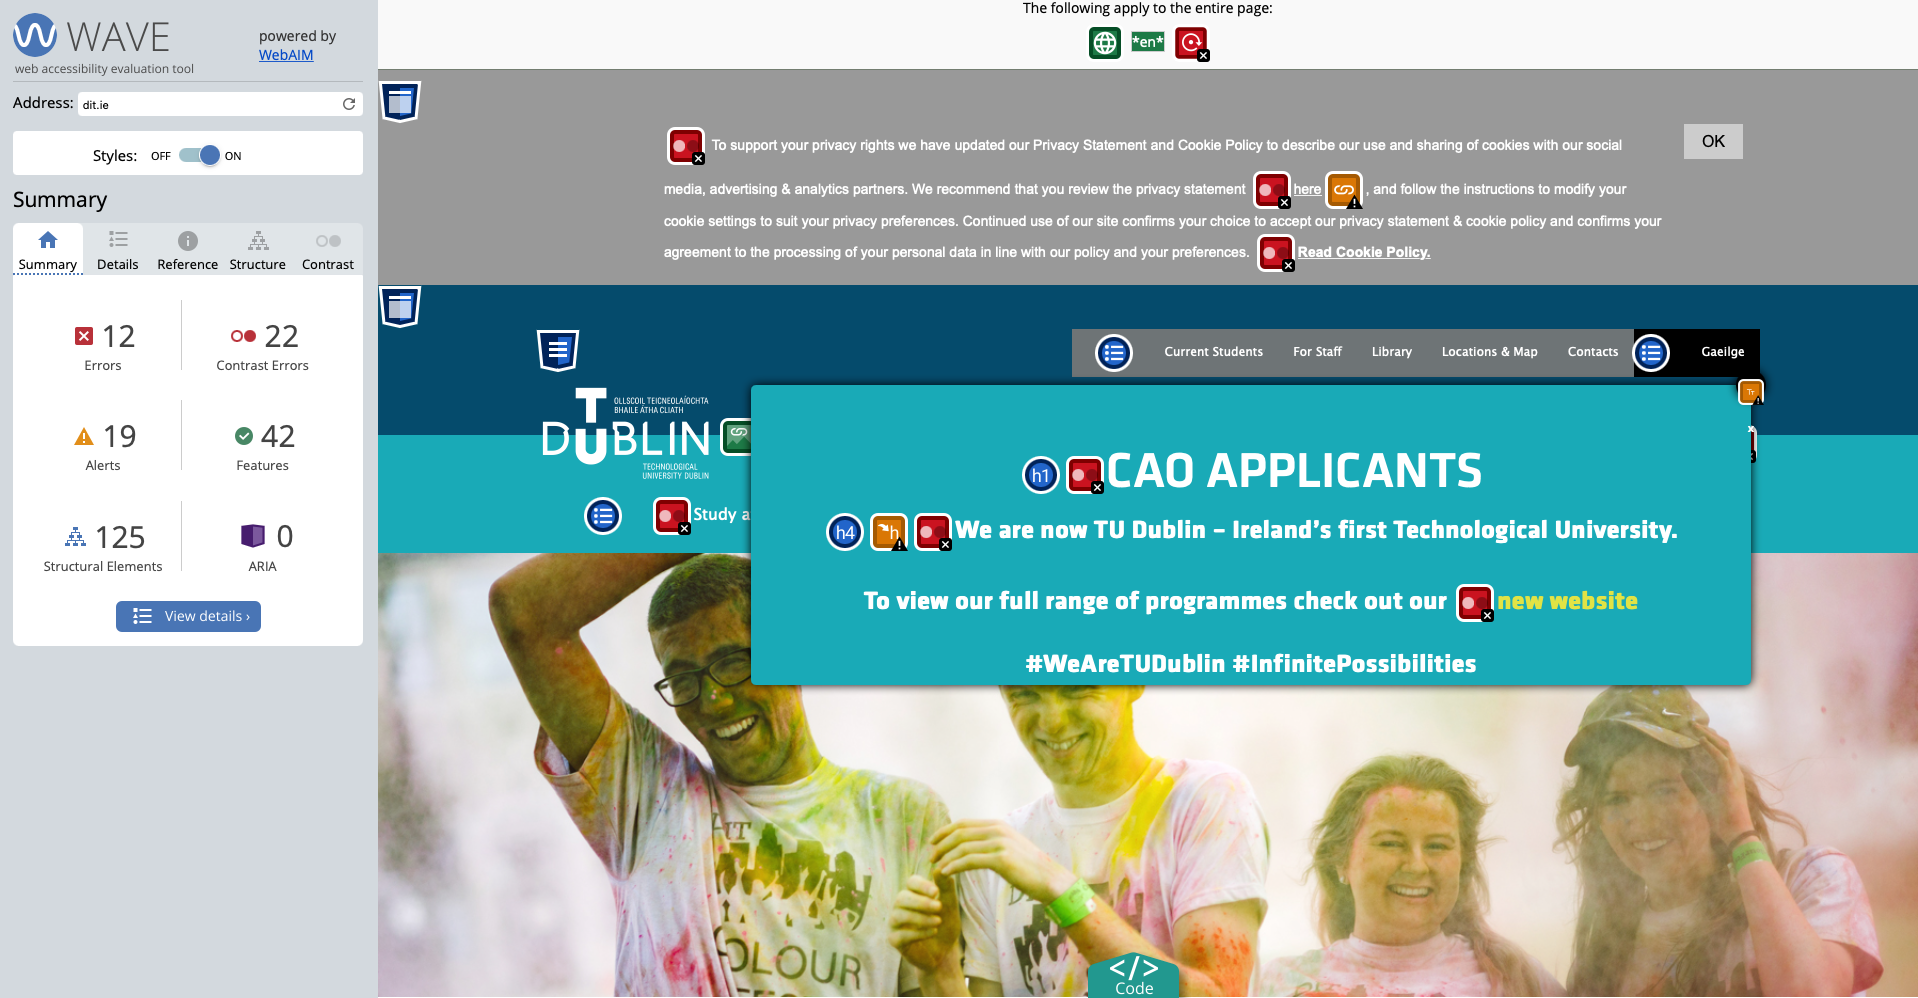 WAVE
powered by
WebAIM
web accessibility evaluation tool
Address: dit.ie
Styles: OFF ON
Summary
Summary Details Reference Structure Contrast
12
Errors
22
Contrast Errors
19
Alerts
42
Features
125
Structural Elements
0
ARIA
View details ›
The following apply to the entire page:
*en*
To support your privacy rights we have updated our Privacy Statement and Cookie Policy to describe our use and sharing of cookies with our social
OK
media, advertising & analytics partners. We recommend that you review the privacy statement here , and follow the instructions to modify your
cookie settings to suit your privacy preferences. Continued use of our site confirms your choice to accept our privacy statement & cookie policy and confirms your
agreement to the processing of your personal data in line with our policy and your preferences. Read Cookie Policy.
Current Students For Staff Library Locations & Map Contacts Gaeilge
OLLSCOIL TEICNEOLAÍOCHTA
BHAILE ÁTHA CLIATH
TU DUBLIN
TECHNOLOGICAL
UNIVERSITY DUBLIN
Study a
x
h1 CAO APPLICANTS
h4 h We are now TU Dublin – Ireland's first Technological University.
To view our full range of programmes check out our new website
#WeAreTUDublin #InfinitePossibilities
COLOUR
</>
Code